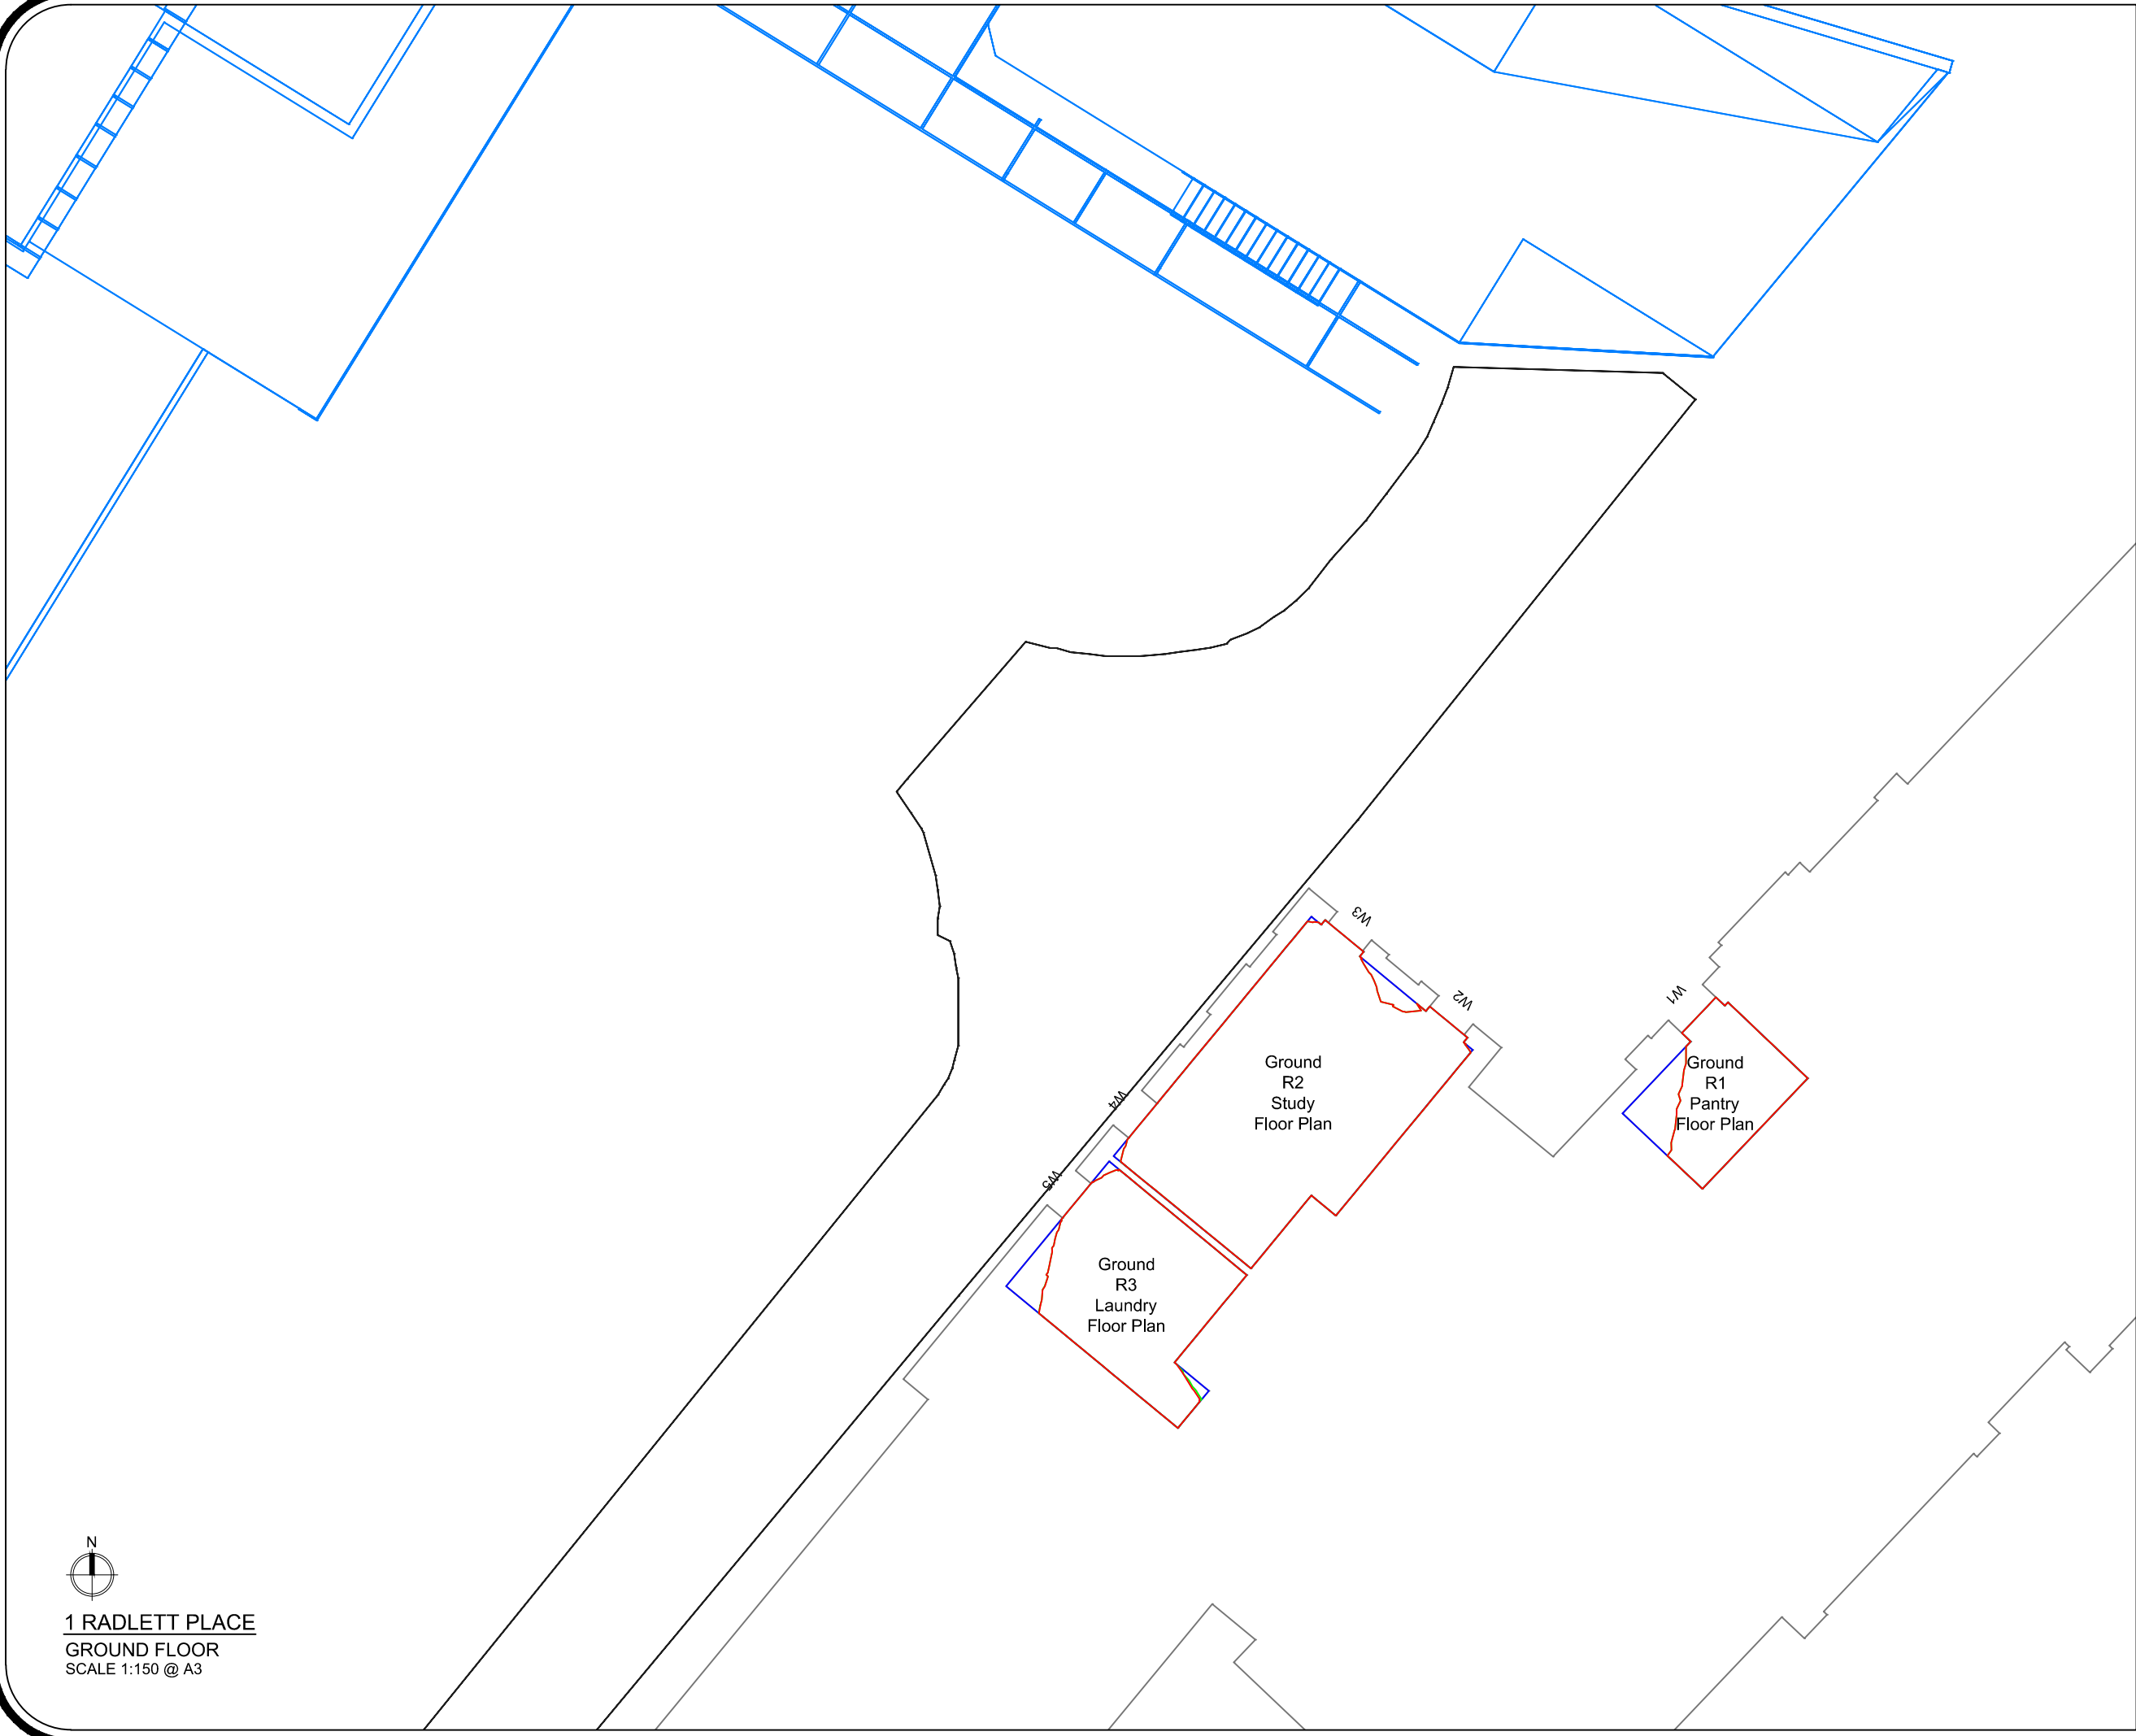 W3
W2
W1
Ground
R2
Study
Floor Plan
Ground
R1
Pantry
Floor Plan
W4
W5
Ground
R3
Laundry
Floor Plan
N
1 RADLETT PLACE
GROUND FLOOR
SCALE 1:150 @ A3